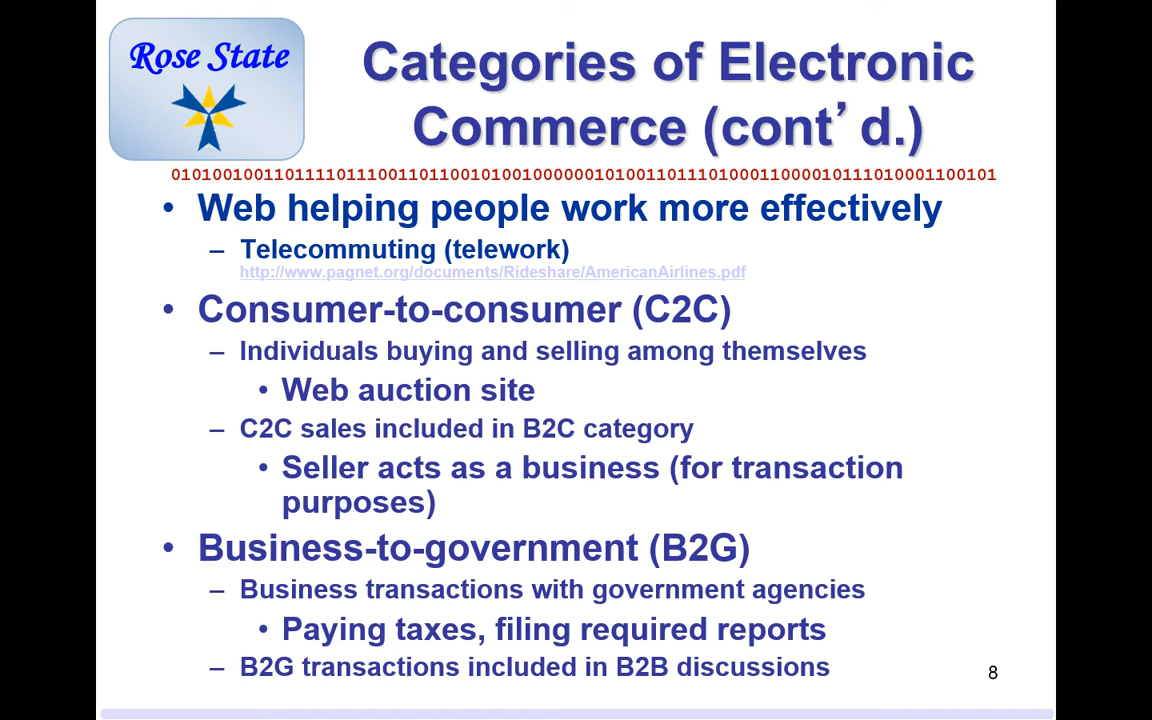 Rose State
Categories of Electronic
Commerce (cont’d.)
01010010011011110111001101100101001000000101001101110100011000010111010001100101
• Web helping people work more effectively
– Telecommuting (telework)
http://www.pagnet.org/documents/Rideshare/AmericanAirlines.pdf
• Consumer-to-consumer (C2C)
– Individuals buying and selling among themselves
• Web auction site
– C2C sales included in B2C category
• Seller acts as a business (for transaction
purposes)
• Business-to-government (B2G)
– Business transactions with government agencies
• Paying taxes, filing required reports
– B2G transactions included in B2B discussions
8